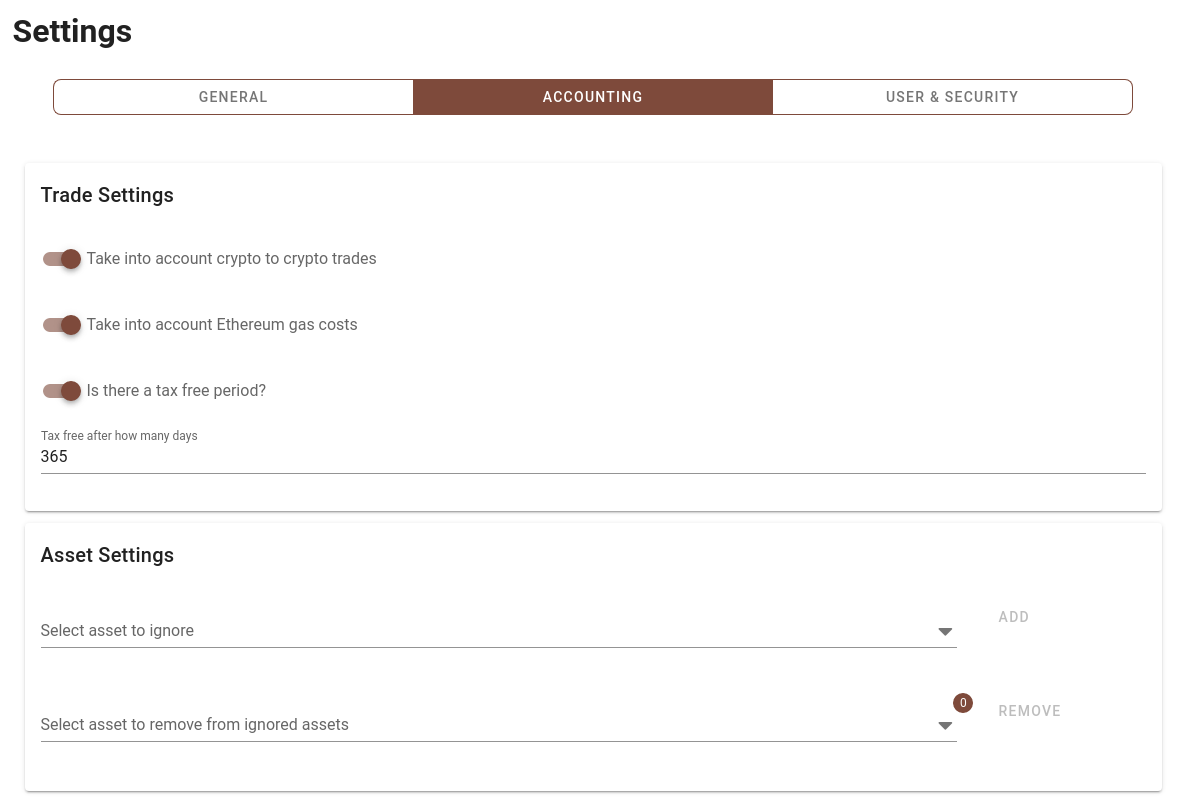 Settings
GENERAL
ACCOUNTING
USER & SECURITY
Trade Settings
Take into account crypto to crypto trades
Take into account Ethereum gas costs
Is there a tax free period?
Tax free after how many days
365
Asset Settings
Select asset to ignore
ADD
Select asset to remove from ignored assets
0
REMOVE